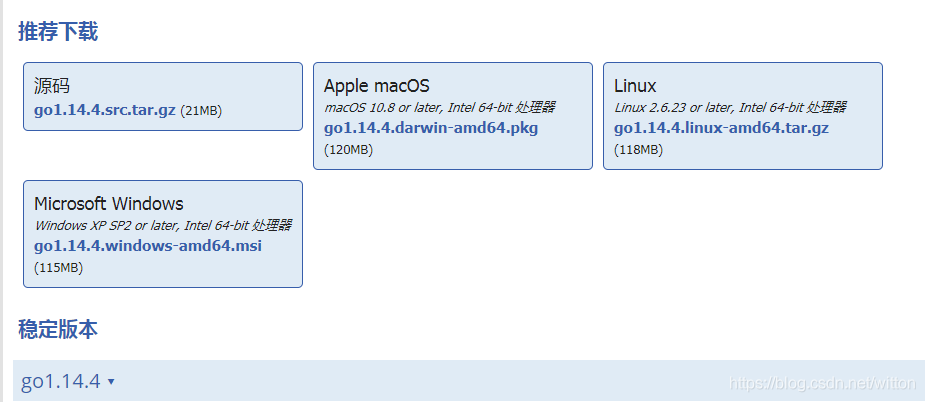 推荐下载
源码
go1.14.4.src.tar.gz (21MB)
Apple macOS
macOS 10.8 or later, Intel 64-bit 处理器
go1.14.4.darwin-amd64.pkg
(120MB)
Linux
Linux 2.6.23 or later, Intel 64-bit 处理器
go1.14.4.linux-amd64.tar.gz
(118MB)
Microsoft Windows
Windows XP SP2 or later, Intel 64-bit 处理器
go1.14.4.windows-amd64.msi
(115MB)
稳定版本
go1.14.4 ▾
https://blog.csdn.net/witton